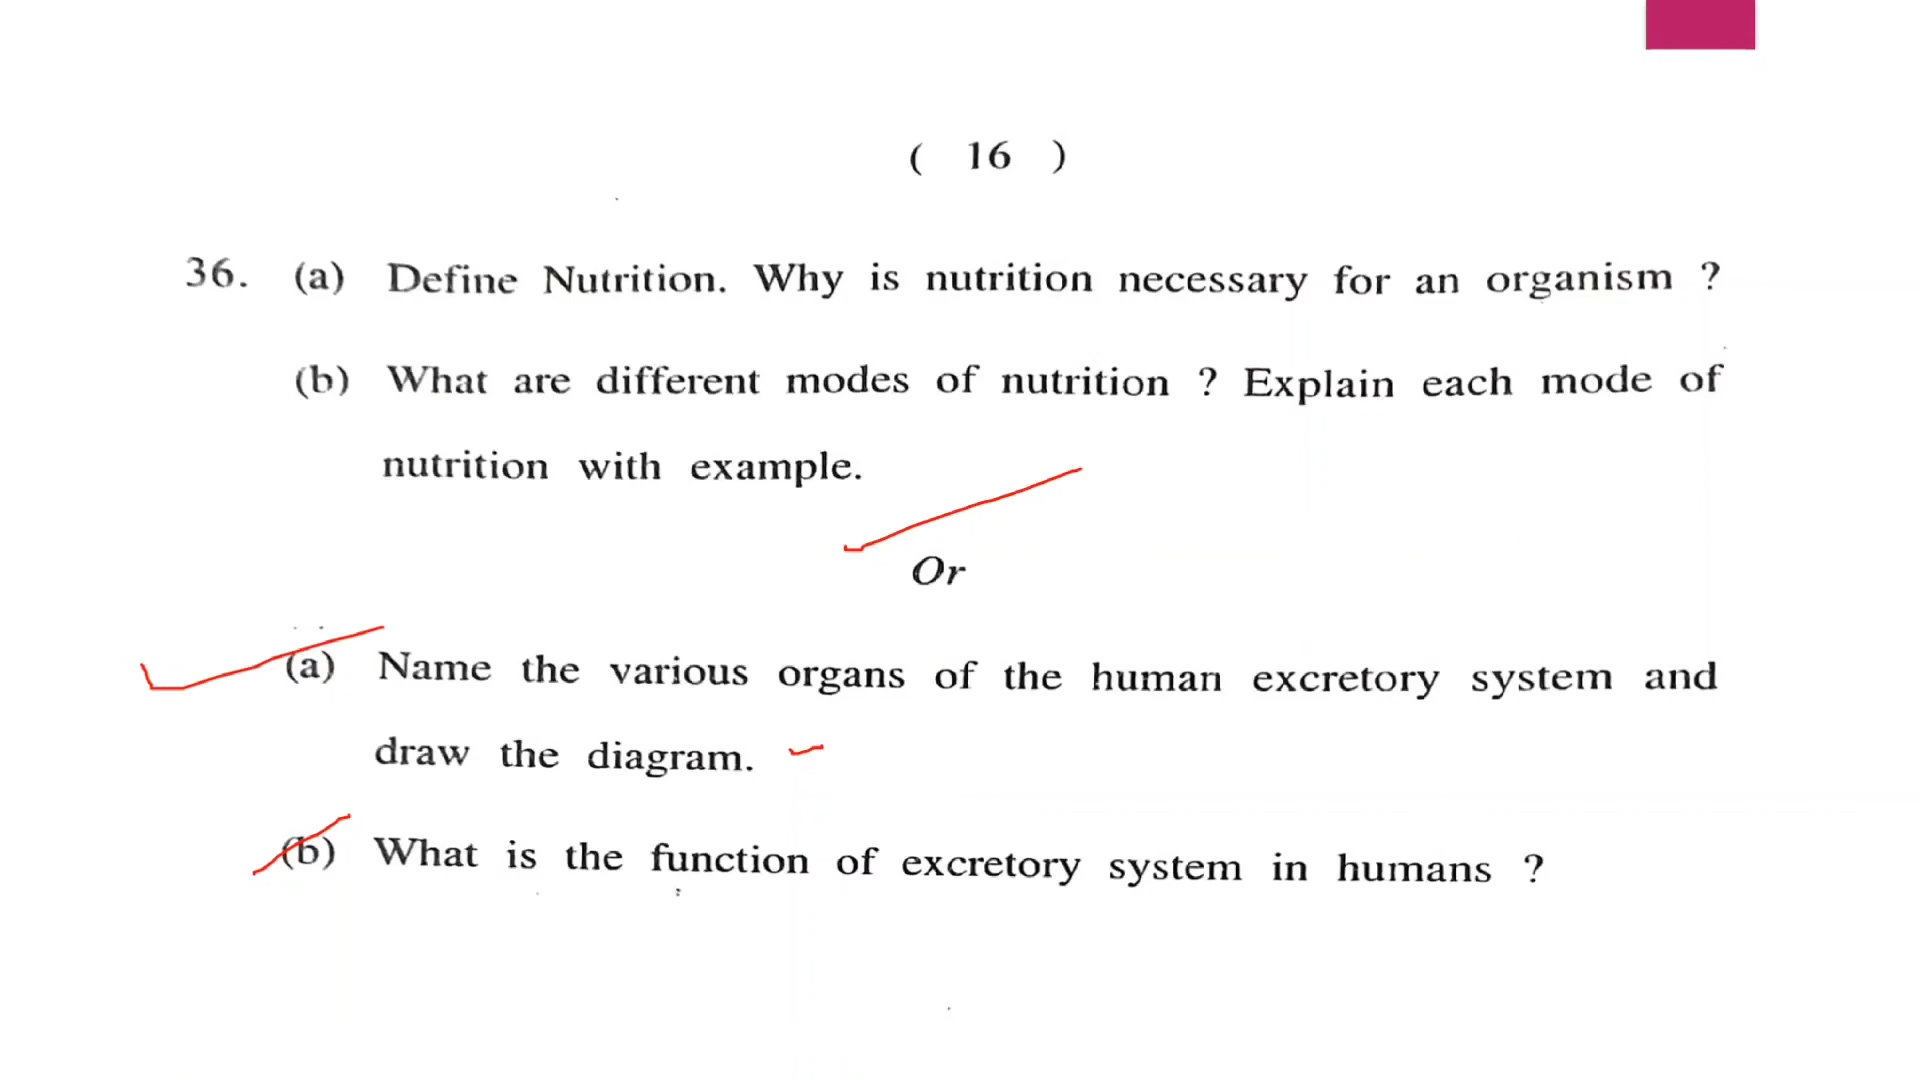 ( 16 )
36. (a) Define Nutrition. Why is nutrition necessary for an organism ?
(b) What are different modes of nutrition ? Explain each mode of
nutrition with example.
Or
(a) Name the various organs of the human excretory system and
draw the diagram.
(b) What is the function of excretory system in humans ?